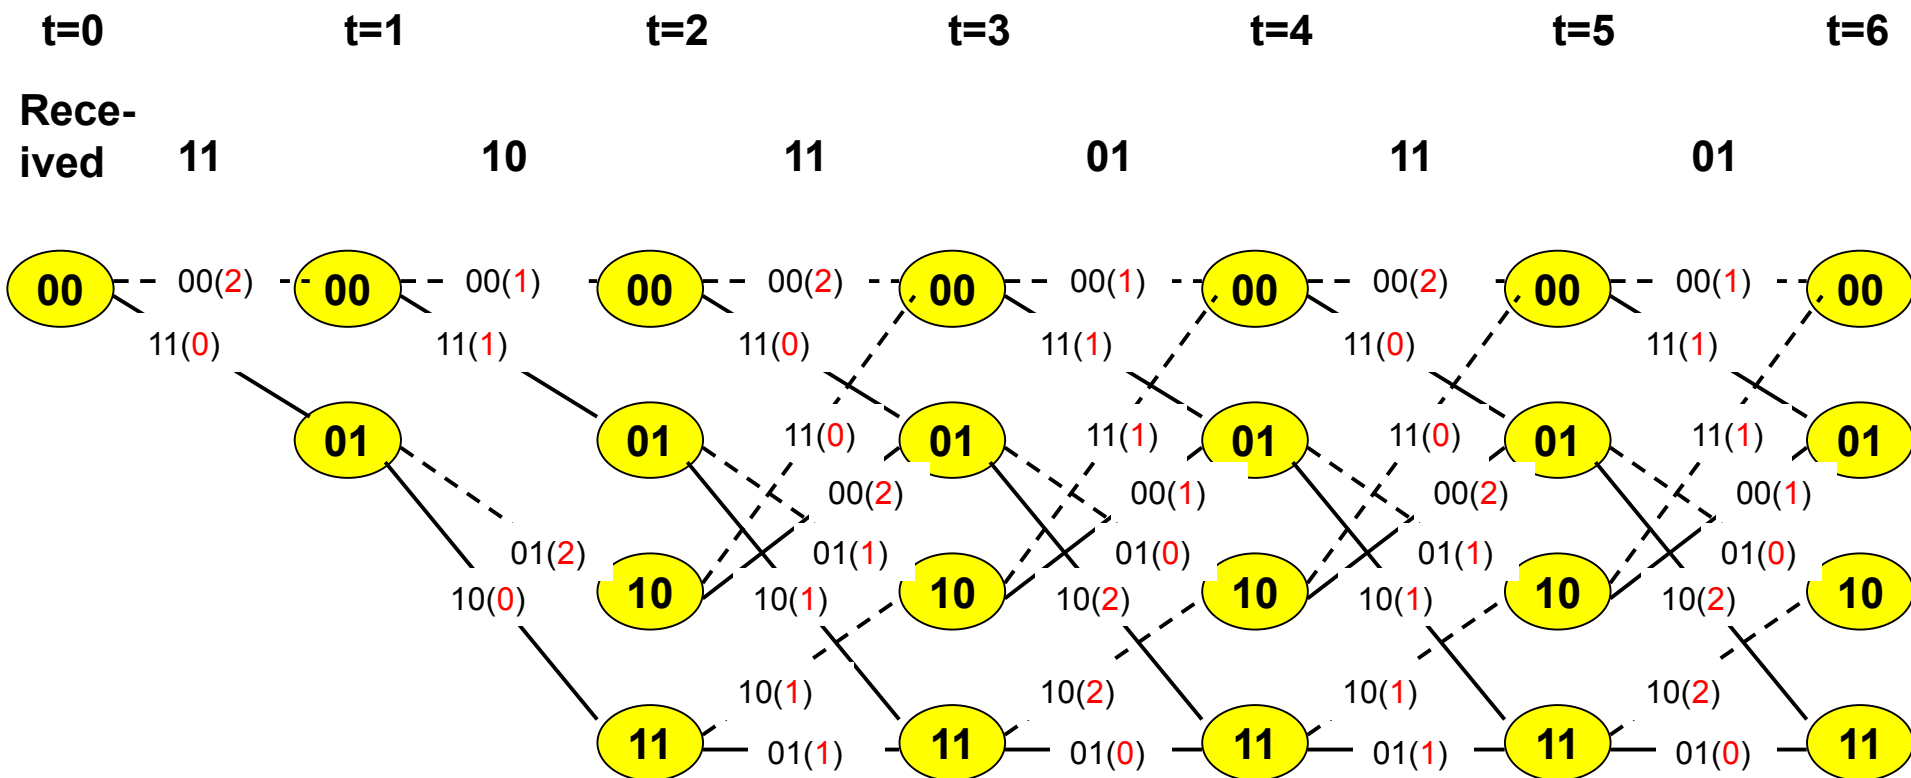 t=0 t=1 t=2 t=3 t=4 t=5 t=6
Rece-
ived 11 10 11 01 11 01
00 00(2) 00 00(1) 00 00(2) 00 00(1) 00 00(2) 00 00(1) 00
11(0) 11(1) 11(0) 11(1) 11(0) 11(1)
01 01 11(0) 01 11(1) 01 11(0) 01 11(1) 01
00(2) 00(1) 00(2) 00(1)
01(2) 01(1) 01(0) 01(1) 01(0)
10(0) 10 10(1) 10 10(2) 10 10(1) 10 10(2) 10
10(1) 10(2) 10(1) 10(2)
11 01(1) 11 01(0) 11 01(1) 11 01(0) 11